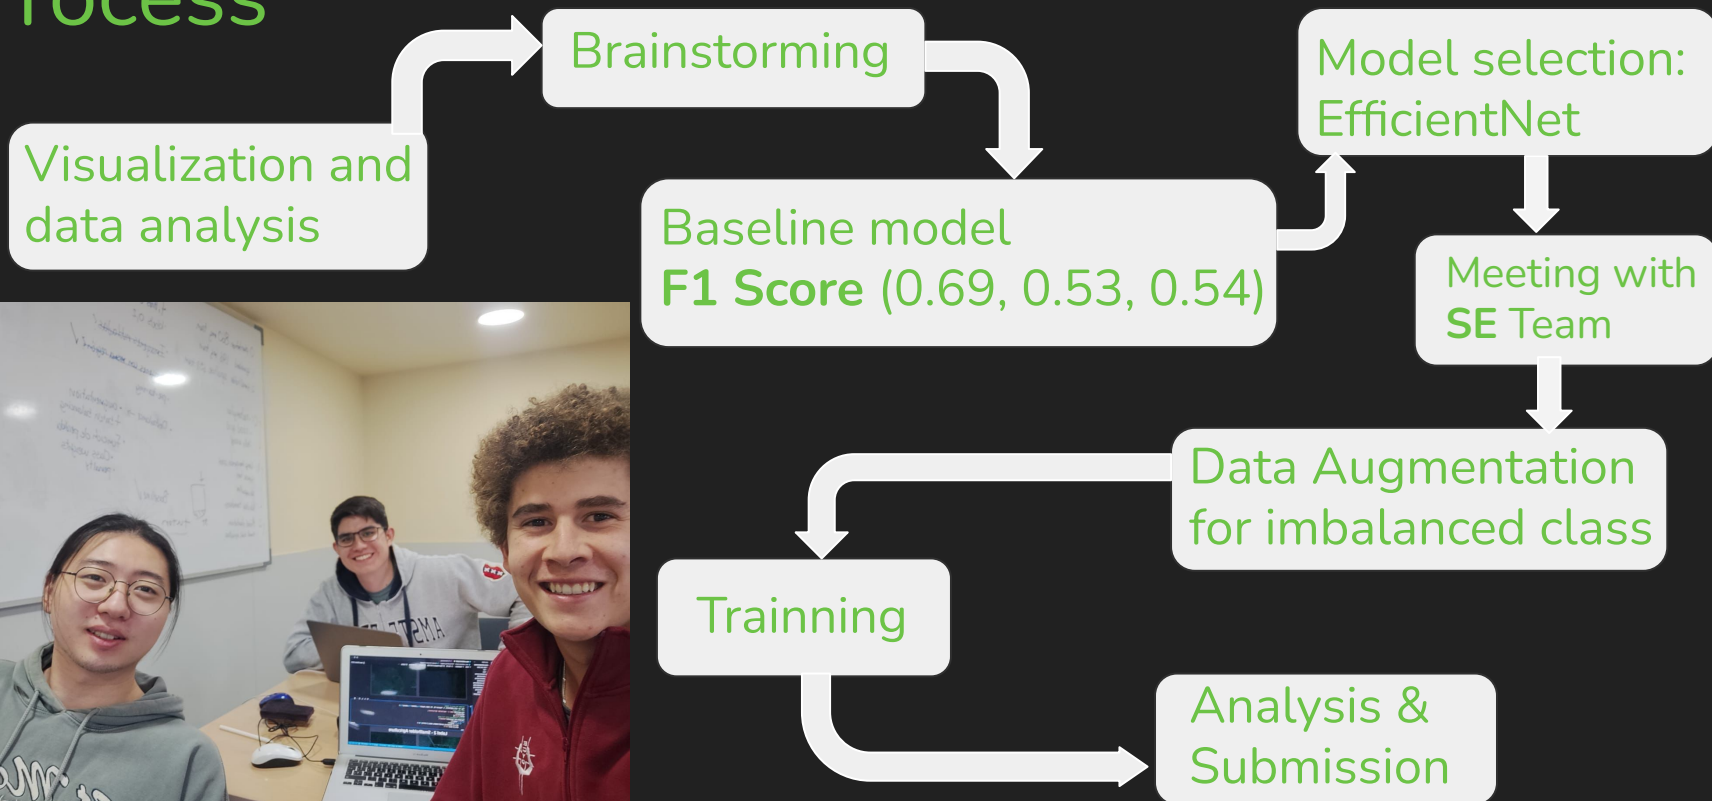 rocess
Brainstorming
Model selection:
EfficientNet
Visualization and
data analysis
Baseline model
F1 Score (0.69, 0.53, 0.54)
Meeting with
SE Team
Data Augmentation
for imbalanced class
Trainning
Analysis &
Submission